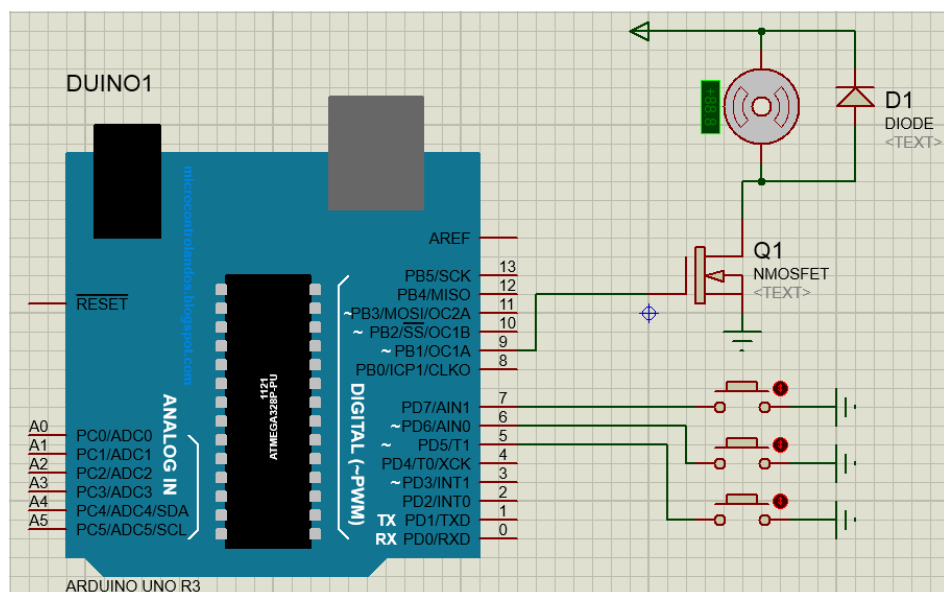 DUINO1
microcontrolandos.blogspot.com
RESET
1121
ATMEGA328P-PU
ANALOG IN
DIGITAL (~PWM)
A0 PC0/ADC0
A1 PC1/ADC1
A2 PC2/ADC2
A3 PC3/ADC3
A4 PC4/ADC4/SDA
A5 PC5/ADC5/SCL
AREF
PB5/SCK 13
PB4/MISO 12
~PB3/MOSI/OC2A 11
~ PB2/SS/OC1B 10
~ PB1/OC1A 9
PB0/ICP1/CLKO 8
PD7/AIN1 7
~PD6/AIN0 6
~ PD5/T1 5
PD4/T0/XCK 4
~PD3/INT1 3
PD2/INT0 2
TX PD1/TXD 1
RX PD0/RXD 0
ARDUINO UNO R3
+88.8
D1
DIODE
<TEXT>
Q1
NMOSFET
<TEXT>